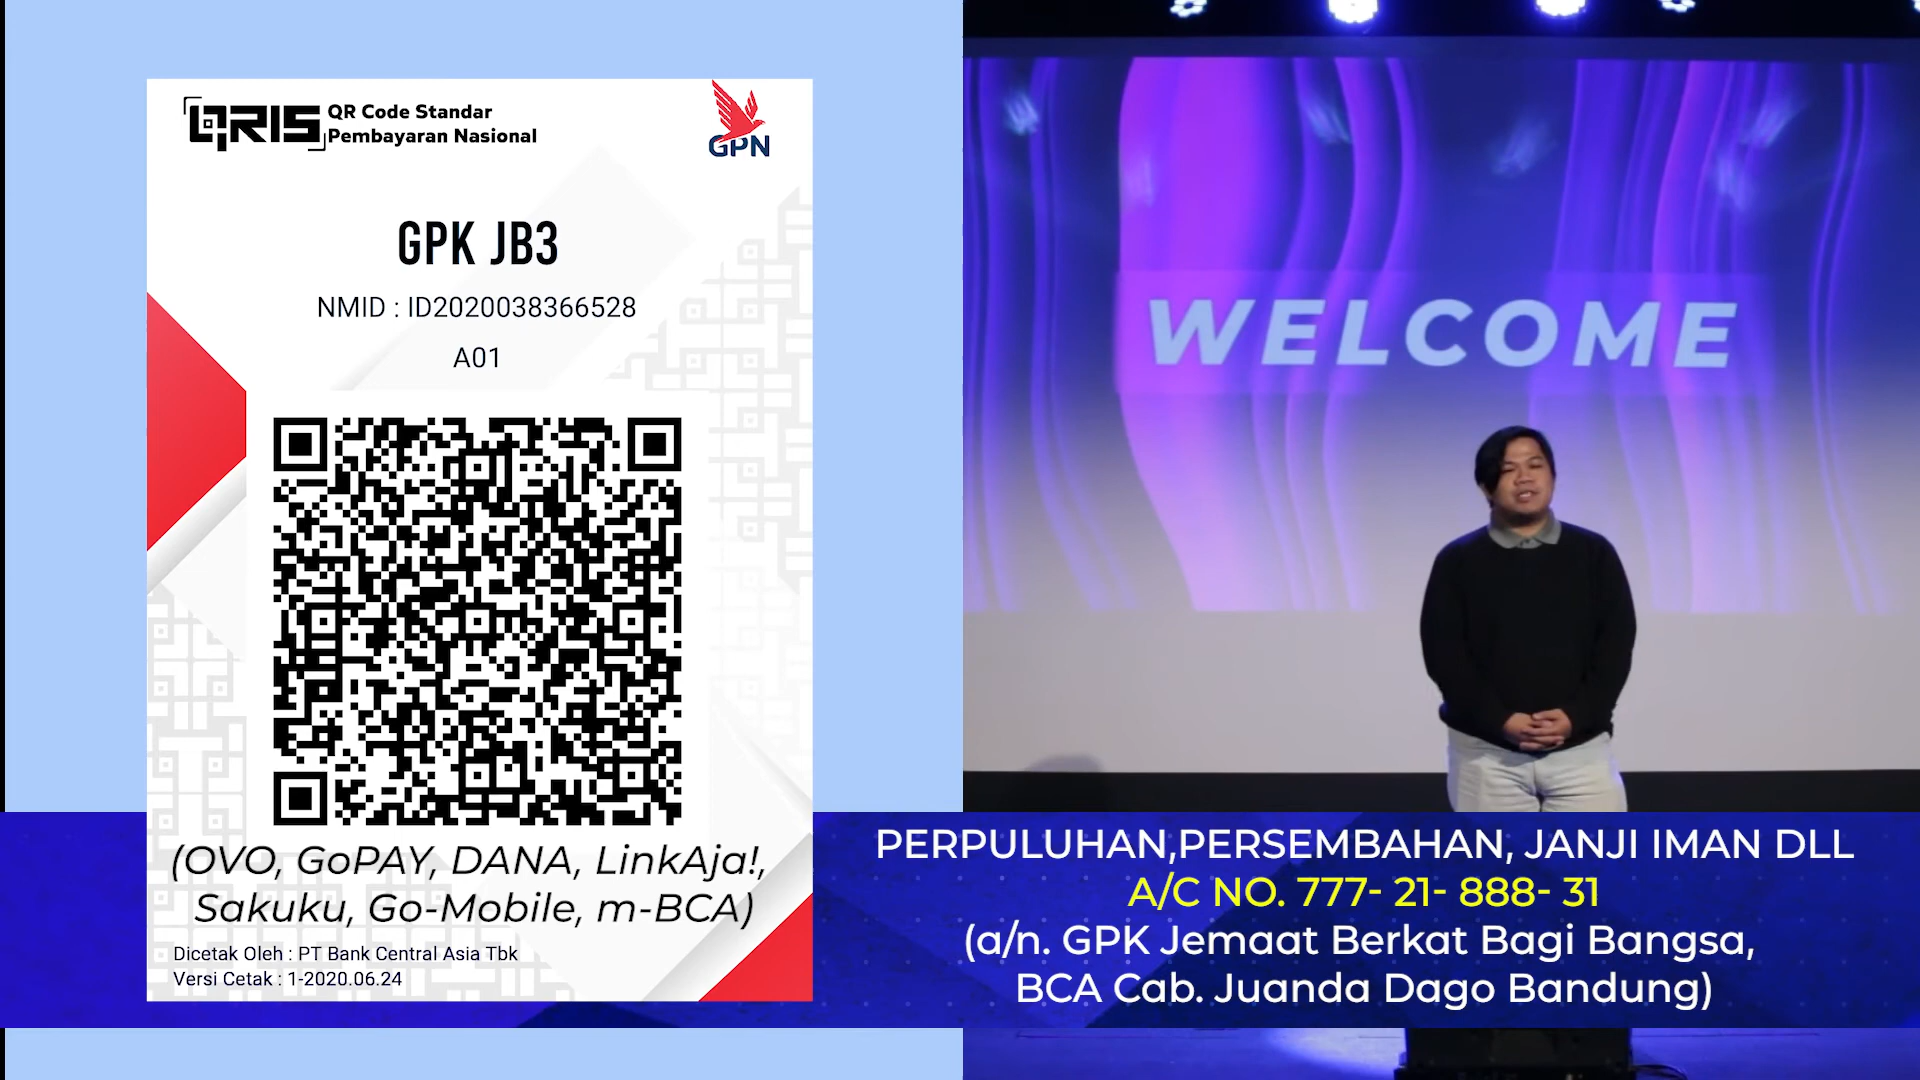 QRIS QR Code Standar
Pembayaran Nasional
GPN
GPK JB3
NMID : ID2020038366528
A01
(OVO, GoPAY, DANA, LinkAja!,
Sakuku, Go-Mobile, m-BCA)
Dicetak Oleh : PT Bank Central Asia Tbk
Versi Cetak : 1-2020.06.24
WELCOME
PERPULUHAN,PERSEMBAHAN, JANJI IMAN DLL
A/C NO. 777- 21- 888- 31
(a/n. GPK Jemaat Berkat Bagi Bangsa,
BCA Cab. Juanda Dago Bandung)